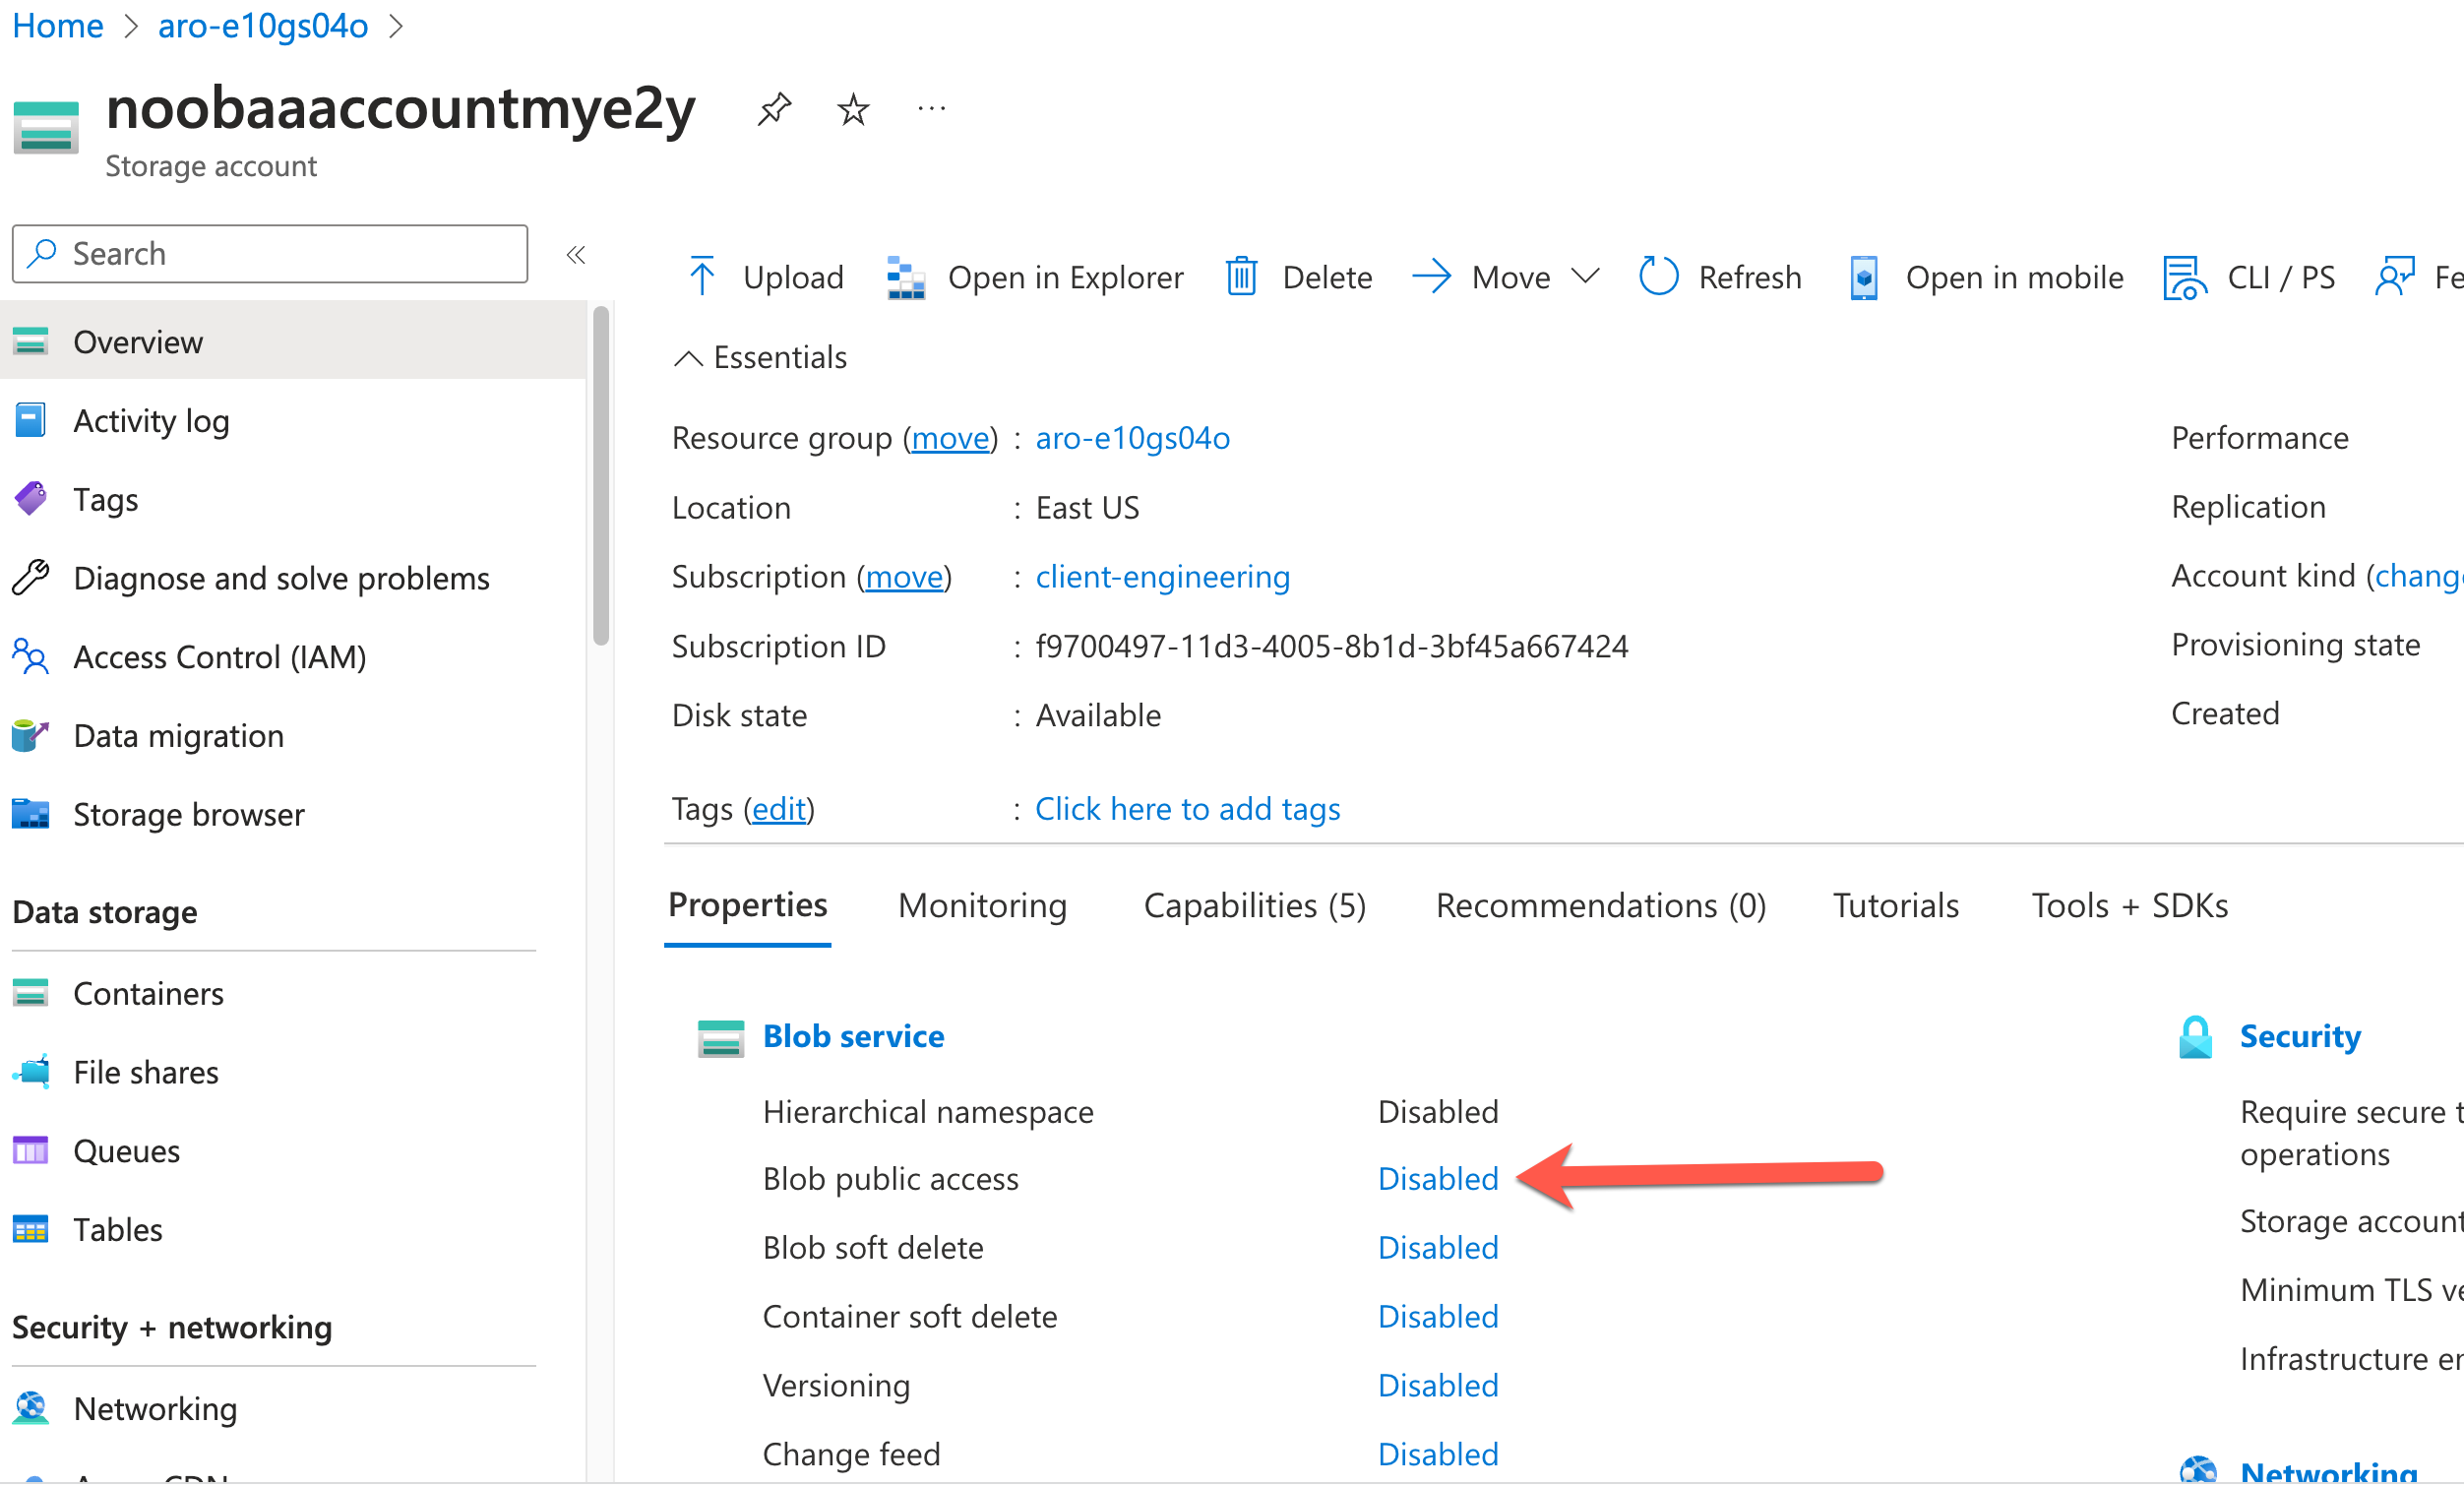 Home > aro-e10gs04o >
noobaaaccountmye2y ...
Storage account
Search «
Upload Open in Explorer Delete Move Refresh Open in mobile CLI / PS Fe
Overview
Activity log
Tags
Diagnose and solve problems
Access Control (IAM)
Data migration
Storage browser
Data storage
Containers
File shares
Queues
Tables
Security + networking
Networking
Essentials
Resource group (move) : aro-e10gs04o
Location : East US
Subscription (move) : client-engineering
Subscription ID : f9700497-11d3-4005-8b1d-3bf45a667424
Disk state : Available
Tags (edit) : Click here to add tags
Performance
Replication
Account kind (chang
Provisioning state
Created
Properties Monitoring Capabilities (5) Recommendations (0) Tutorials Tools + SDKs
Blob service
Hierarchical namespace Disabled
Blob public access Disabled
Blob soft delete Disabled
Container soft delete Disabled
Versioning Disabled
Change feed Disabled
Security
Require secure t
operations
Storage account
Minimum TLS ve
Infrastructure en
Networking